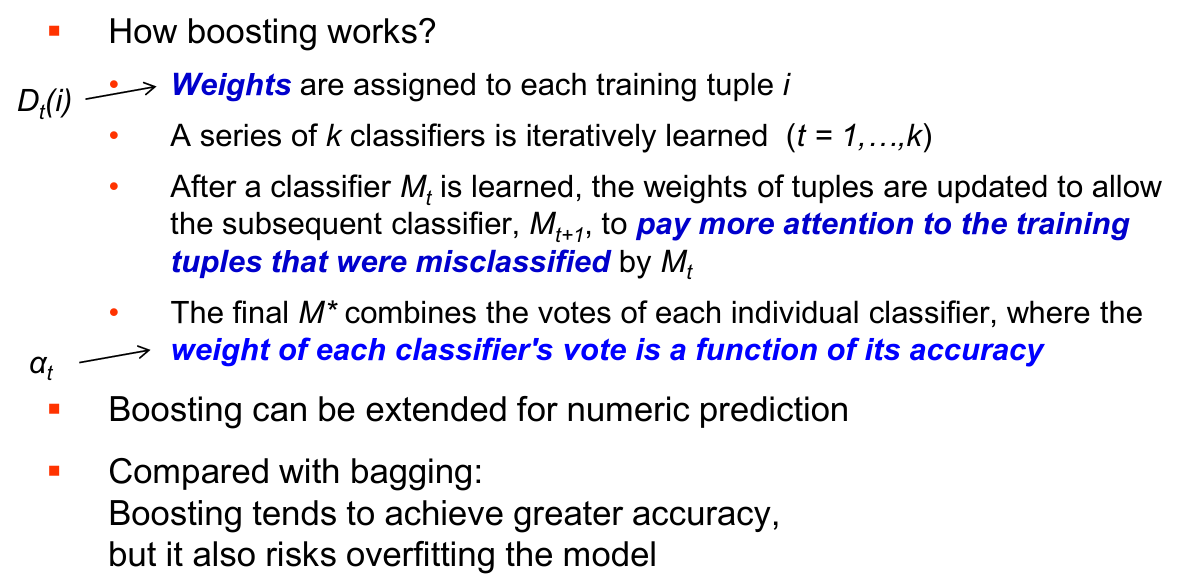 How boosting works?
D_t(i)
Weights are assigned to each training tuple i
A series of k classifiers is iteratively learned (t = 1,…,k)
After a classifier M_t is learned, the weights of tuples are updated to allow
the subsequent classifier, M_{t+1}, to pay more attention to the training
tuples that were misclassified by M_t
The final M* combines the votes of each individual classifier, where the
α_t
weight of each classifier's vote is a function of its accuracy
Boosting can be extended for numeric prediction
Compared with bagging:
Boosting tends to achieve greater accuracy,
but it also risks overfitting the model